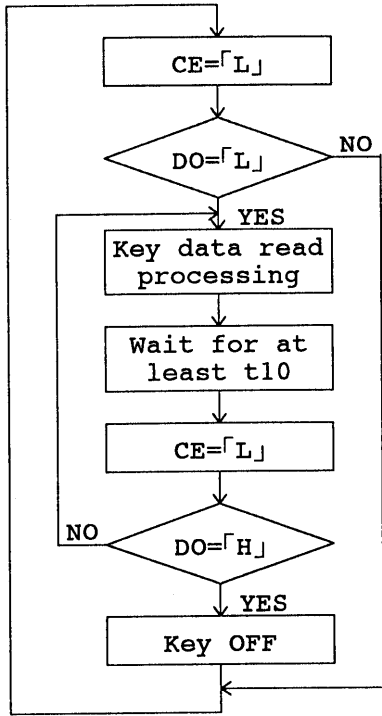 CE=「L」
DO=「L」
NO
YES
Key data read
processing
Wait for at
least t10
CE=「L」
NO
DO=「H」
YES
Key OFF